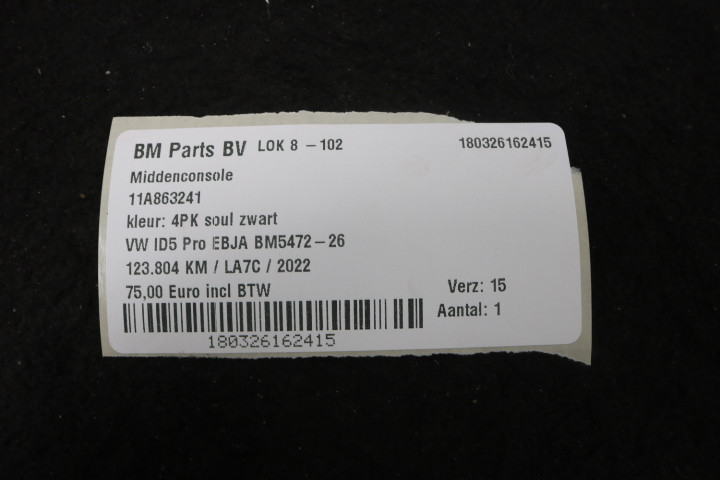 BM Parts BV LOK 8 - 102 180326162415
Middenconsole
11A863241
kleur: 4PK soul zwart
VW ID5 Pro EBJA BM5472-26
123.804 KM / LA7C / 2022
75,00 Euro incl BTW Verz: 15
Aantal: 1
180326162415